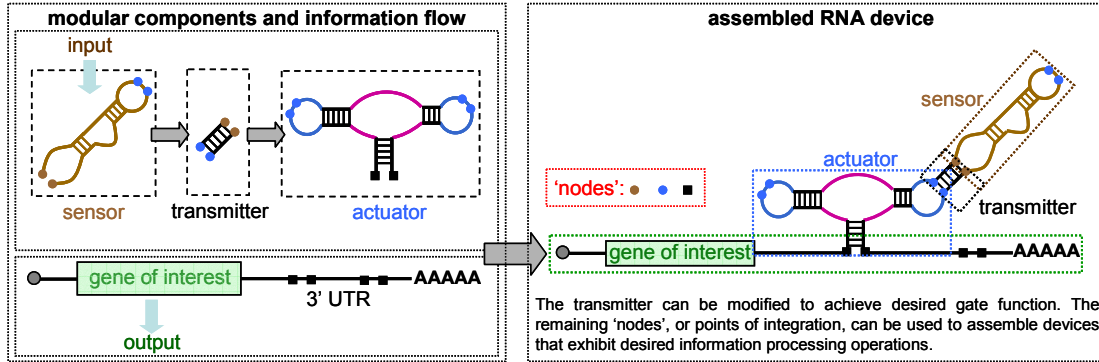 modular components and information flow
input
sensor
transmitter
actuator
gene of interest
AAAAA
3’ UTR
output
assembled RNA device
sensor
actuator
‘nodes’:
transmitter
gene of interest
AAAAA
The transmitter can be modified to achieve desired gate function. The
remaining ‘nodes’, or points of integration, can be used to assemble devices
that exhibit desired information processing operations.